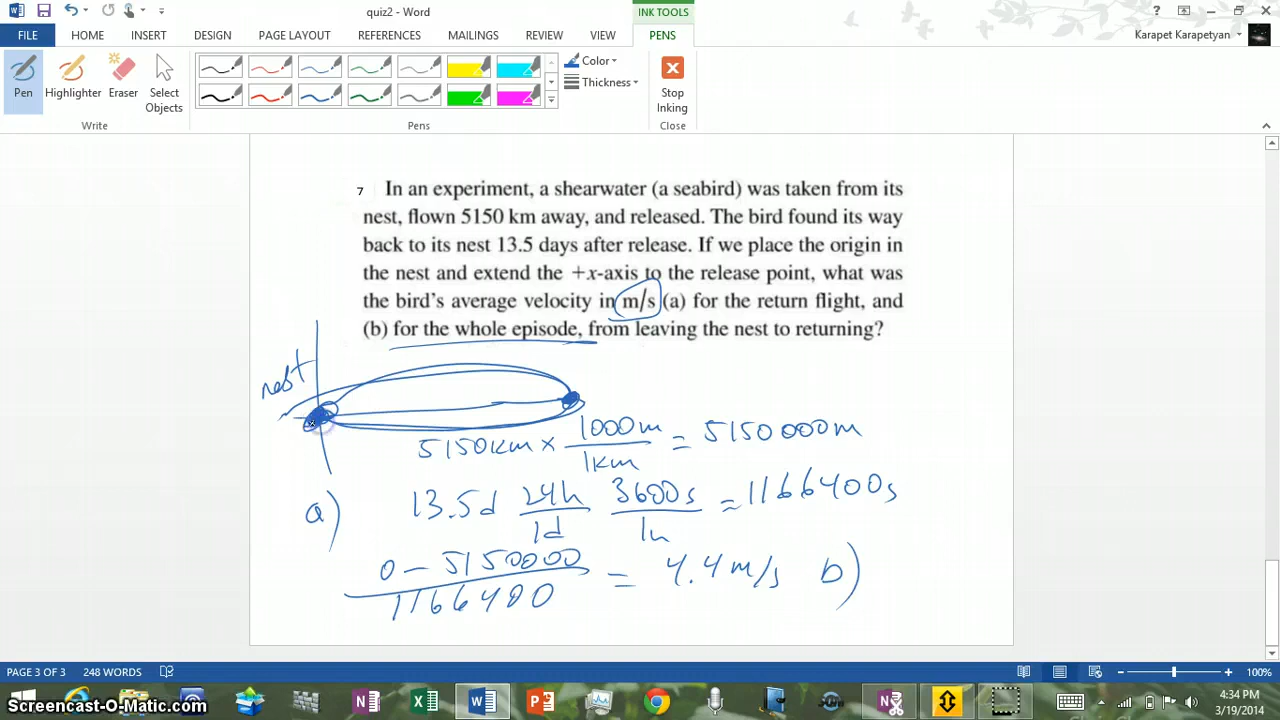 quiz2 - Word
INK TOOLS
?
FILE
HOME
INSERT
DESIGN
PAGE LAYOUT
REFERENCES
MAILINGS
REVIEW
VIEW
PENS
Karapet Karapetyan
Pen
Highlighter
Eraser
Select Objects
Color
Thickness
Stop Inking
Write
Pens
Close
7 In an experiment, a shearwater (a seabird) was taken from its
nest, flown 5150 km away, and released. The bird found its way
back to its nest 13.5 days after release. If we place the origin in
the nest and extend the +x-axis to the release point, what was
the bird's average velocity in m/s (a) for the return flight, and
(b) for the whole episode, from leaving the nest to returning?
nest
5150km × 1000m / 1km = 5150000m
a) 13.5d 24h / 1d 3600s / 1h = 1166400s
0 - 5150000 / 1166400 = 4.4m/s b)
PAGE 3 OF 3
248 WORDS
100%
Screencast-O-Matic.com
4:34 PM
3/19/2014